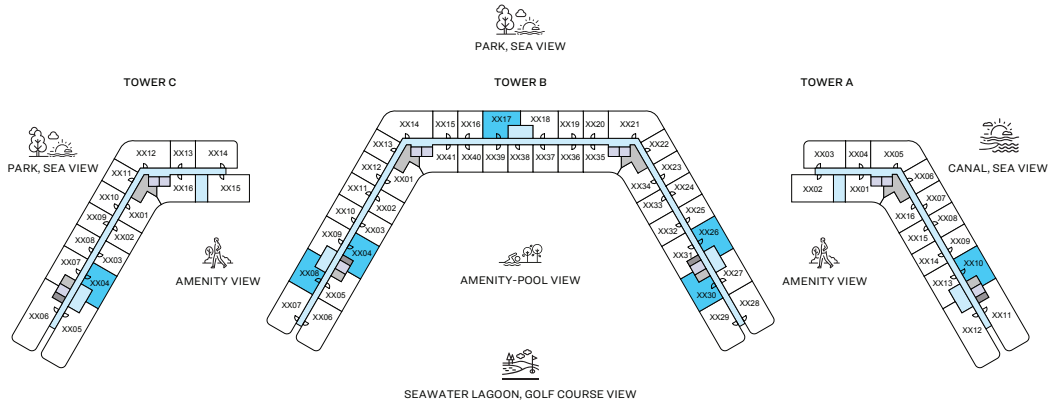 PARK, SEA VIEW
TOWER C
TOWER B
TOWER A
PARK, SEA VIEW
XX12
XX13
XX14
XX11
XX16
XX15
XX10
XX01
XX09
XX02
XX08
XX03
XX07
XX04
XX06
XX05
AMENITY VIEW
XX14
XX15
XX16
XX17
XX18
XX19
XX20
XX21
XX13
XX41
XX40
XX39
XX38
XX37
XX36
XX35
XX22
XX12
XX01
XX34
XX23
XX11
XX02
XX33
XX24
XX10
XX03
XX32
XX25
XX09
XX04
XX31
XX26
XX08
XX05
XX30
XX27
XX07
XX06
XX29
XX28
AMENITY-POOL VIEW
AMENITY VIEW
XX03
XX04
XX05
XX02
XX01
XX06
XX16
XX07
XX15
XX08
XX14
XX09
XX13
XX10
XX12
XX11
CANAL, SEA VIEW
SEAWATER LAGOON, GOLF COURSE VIEW